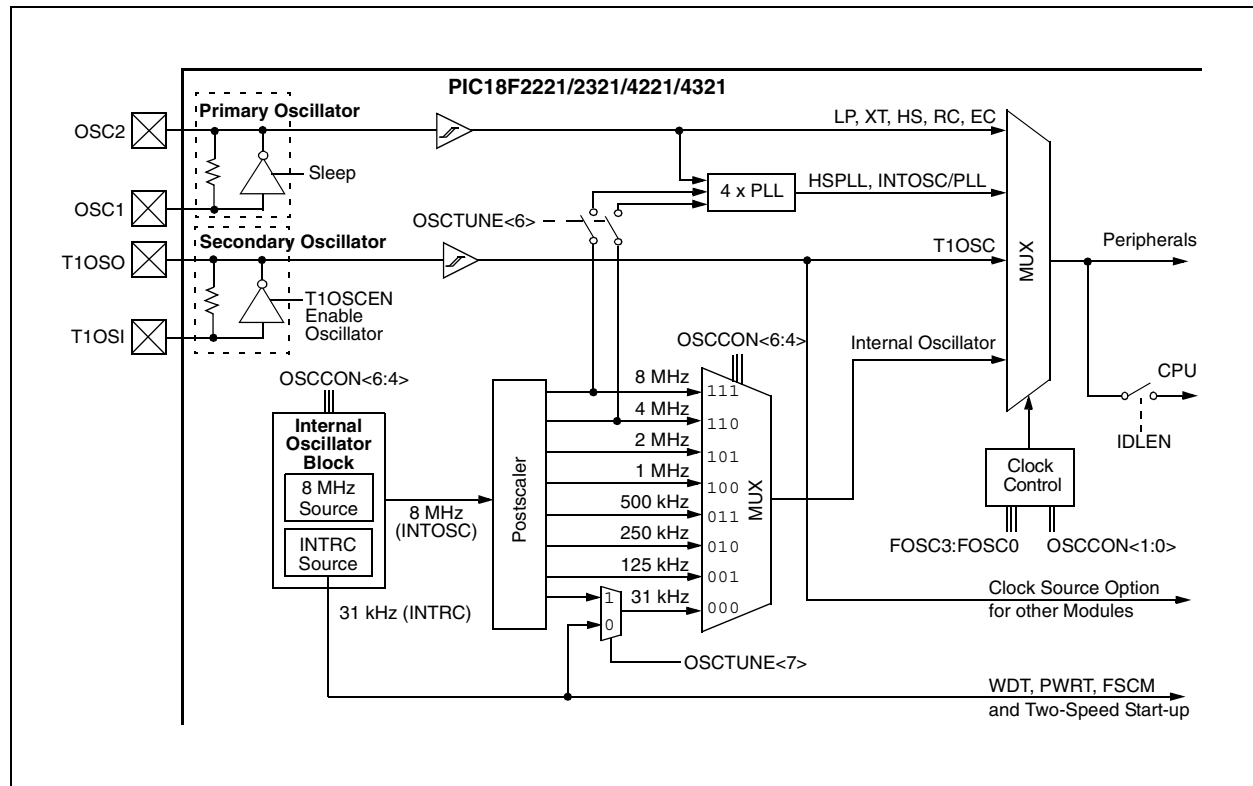 PIC18F2221/2321/4221/4321
Primary Oscillator
OSC2
Sleep
OSC1
LP, XT, HS, RC, EC
4 x PLL
HSPLL, INTOSC/PLL
OSCTUNE<6>
Secondary Oscillator
T1OSO
T1OSCEN
Enable
Oscillator
T1OSI
T1OSC
MUX
Peripherals
Internal Oscillator
CPU
IDLEN
Clock
Control
FOSC3:FOSC0
OSCCON<1:0>
OSCCON<6:4>
Internal
Oscillator
Block
8 MHz
Source
INTRC
Source
8 MHz
(INTOSC)
31 kHz (INTRC)
Postscaler
OSCCON<6:4>
8 MHz
111
4 MHz
110
2 MHz
101
1 MHz
100
500 kHz
011
250 kHz
010
125 kHz
001
1
0
31 kHz
000
MUX
OSCTUNE<7>
Clock Source Option
for other Modules
WDT, PWRT, FSCM
and Two-Speed Start-up